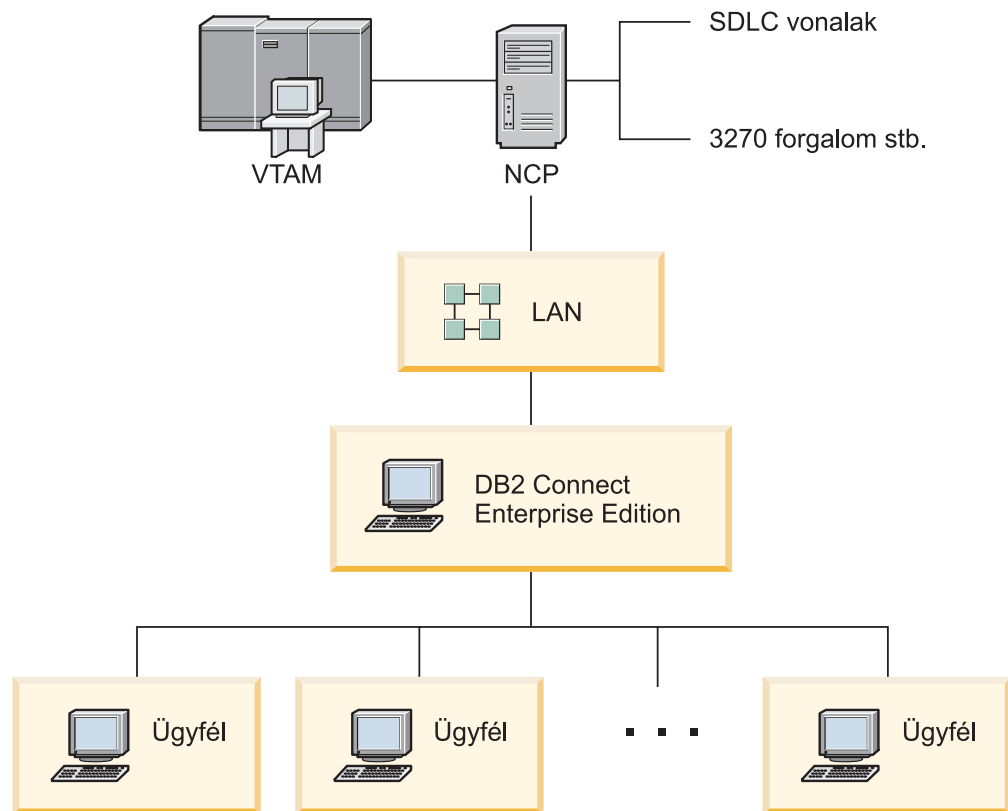 SDLC vonalak
3270 forgalom stb.
VTAM
NCP
LAN
DB2 Connect
Enterprise Edition
Ügyfél
Ügyfél
. . .
Ügyfél